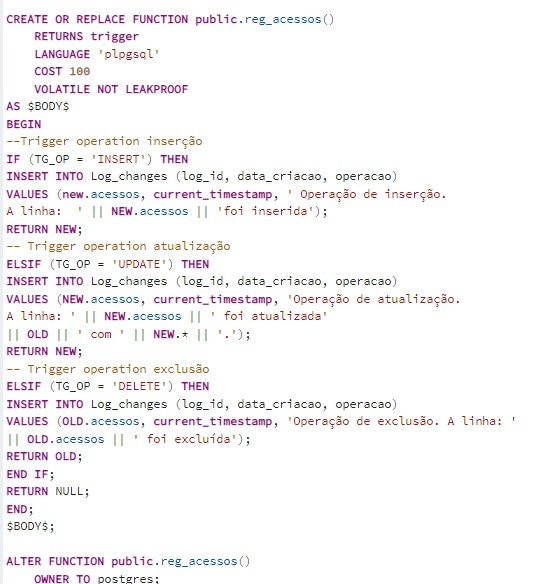 CREATE OR REPLACE FUNCTION public.reg_acessos()
    RETURNS trigger
    LANGUAGE 'plpgsql'
    COST 100
    VOLATILE NOT LEAKPROOF
AS $BODY$
BEGIN
--Trigger operation inserção
IF (TG_OP = 'INSERT') THEN
INSERT INTO Log_changes (log_id, data_criacao, operacao)
VALUES (new.acessos, current_timestamp, ' Operação de inserção.
A linha:  ' || NEW.acessos || 'foi inserida');
RETURN NEW;
-- Trigger operation atualização
ELSIF (TG_OP = 'UPDATE') THEN
INSERT INTO Log_changes (log_id, data_criacao, operacao)
VALUES (NEW.acessos, current_timestamp, 'Operação de atualização.
A linha: ' || NEW.acessos || ' foi atualizada'
|| OLD || ' com ' || NEW.* || '.');
RETURN NEW;
-- Trigger operation exclusão
ELSIF (TG_OP = 'DELETE') THEN
INSERT INTO Log_changes (log_id, data_criacao, operacao)
VALUES (OLD.acessos, current_timestamp, 'Operação de exclusão. A linha: '
|| OLD.acessos || ' foi excluída');
RETURN OLD;
END IF;
RETURN NULL;
END;
$BODY$;

ALTER FUNCTION public.reg_acessos()
    OWNER TO postgres;